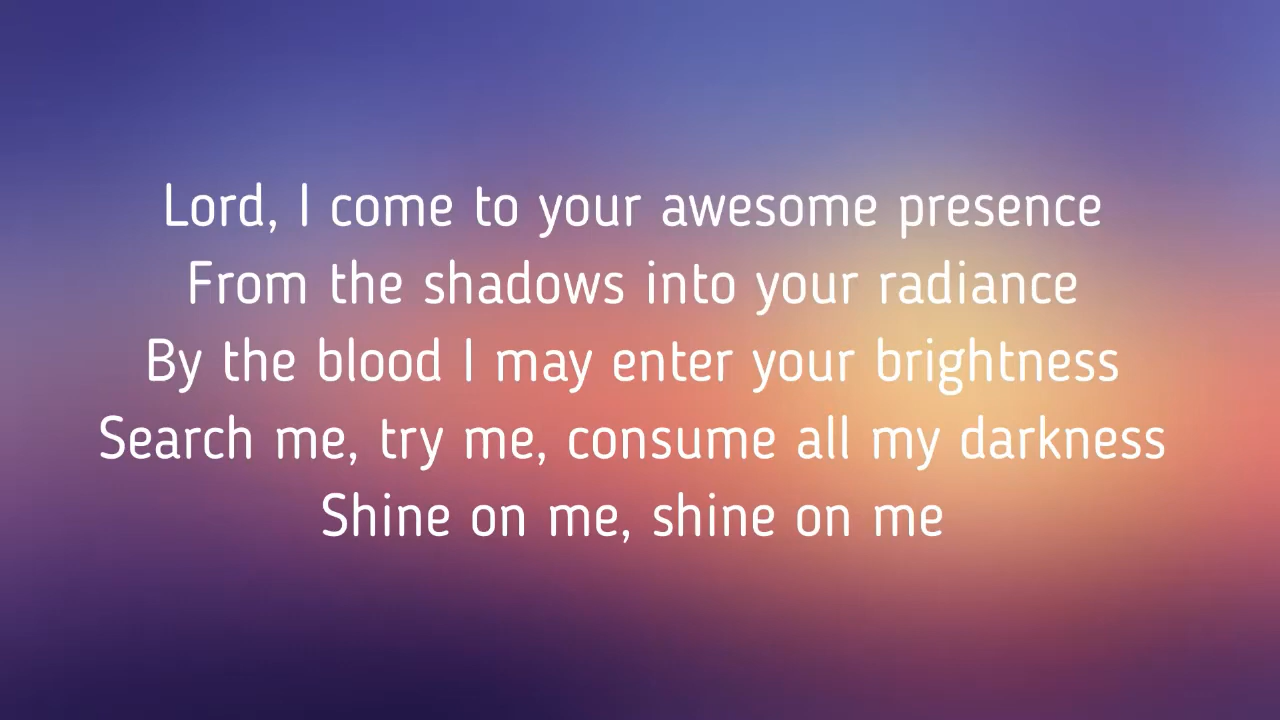 Lord, I come to your awesome presence
From the shadows into your radiance
By the blood I may enter your brightness
Search me, try me, consume all my darkness
Shine on me, shine on me